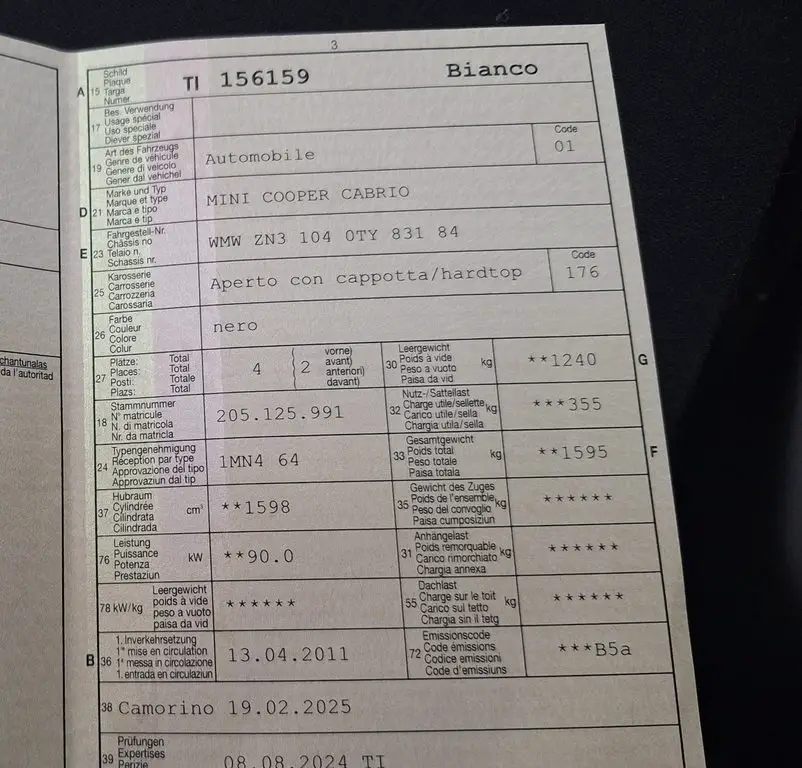 3
A 15 Schild Plaque Targa Numer TI 156159 Bianco
17 Bes. Verwendung Usage spécial Uso speciale Diever spezial
19 Art des Fahrzeugs Genre de véhicule Genere di veicolo Gener dal vehichel Automobile Code 01
D 21 Marke und Typ Marque et type Marca e tipo Marca e tip MINI COOPER CABRIO
E 23 Fahrgestell-Nr. Châssis no Telaio n. Schassis nr. WMW ZN3 104 0TY 831 84
25 Karosserie Carrosserie Carrozzeria Carossaria Aperto con cappotta/hardtop Code 176
26 Farbe Couleur Colore Colur nero
chantunalas
da l'autoritad
27 Plätze: Total Places: Total Posti: Totale Plazs: Total 4 2 vorne) avant) anteriori) davant)
30 Leergewicht Poids à vide Peso a vuoto Paisa da vid kg **1240 G
18 Stammnummer N° matricule N. di matricola Nr. da matricla 205.125.991
32 Nutz-/Sattellast Charge utile/sellette Carico utile/sella Chargia utila/sella kg ***355
24 Typengenehmigung Réception par type Approvazione del tipo Approvaziun dal tip 1MN4 64
33 Gesamtgewicht Poids total Peso totale Paisa totala kg **1595 F
37 Hubraum Cylindrée Cilindrata Cilindrada cm³ **1598
35 Gewicht des Zuges Poids de l'ensemble Peso del convoglio Paisa cumposiziun kg ******
76 Leistung Puissance Potenza Prestaziun kW **90.0
31 Anhängelast Poids remorquable Carico rimorchiato Chargia annexa kg ******
78 kW/kg Leergewicht poids à vide peso a vuoto paisa da vid ******
55 Dachlast Charge sur le toit Carico sul tetto Chargia sin il tetg kg ******
B 36 1. Inverkehrsetzung 1re mise en circulation 1a messa in circolazione 1. entrada en circulaziun 13.04.2011
72 Emissionscode Code émissions Codice emissioni Code d'emissiuns ***B5a
38 Camorino 19.02.2025
39 Prüfungen Expertises Perizie 08.08.2024 TI